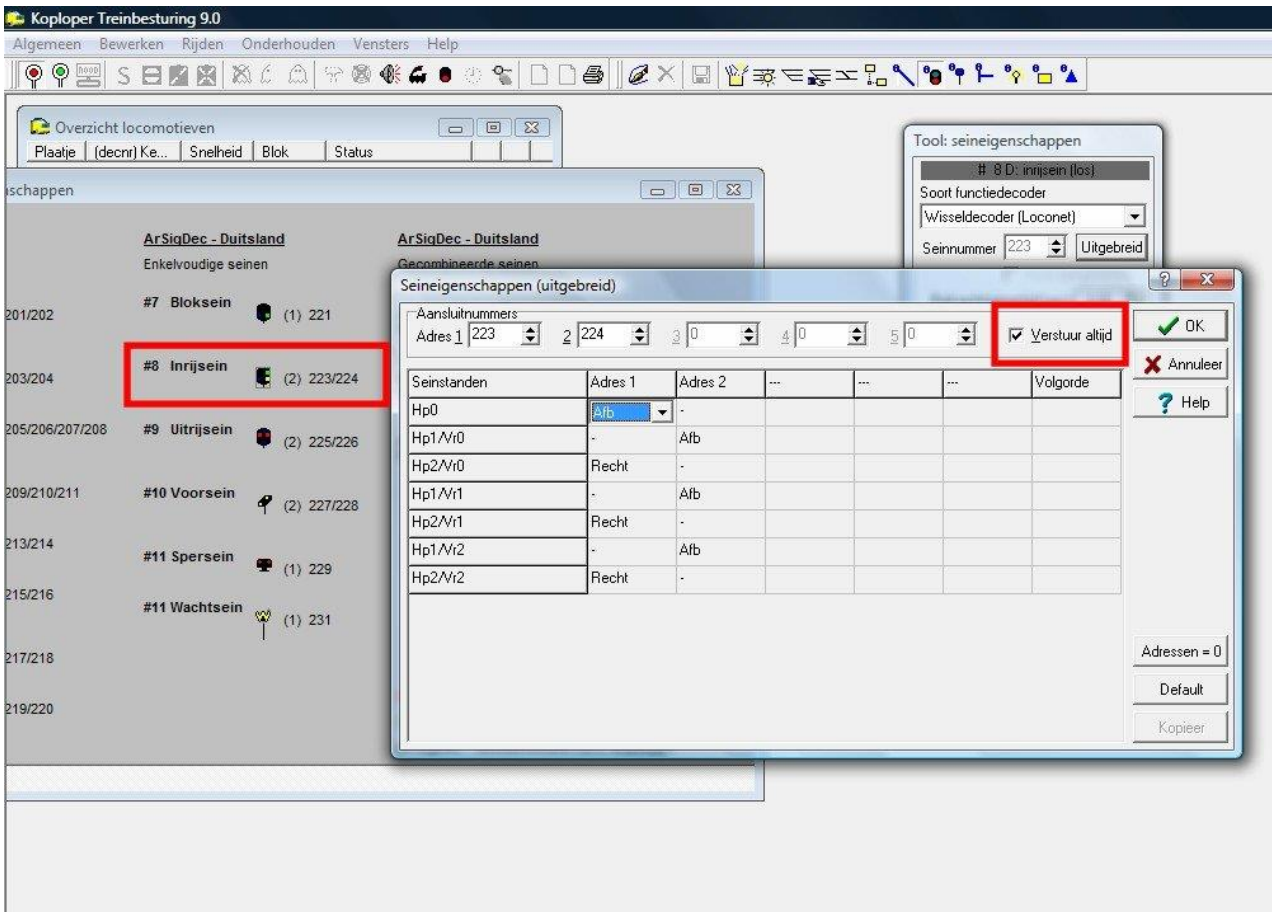 Koploper Treinbesturing 9.0
Algemeen Bewerken Rijden Onderhouden Vensters Help
Overzicht locomotieven
Plaatje (decnr) Ke... Snelheid Blok Status
Tool: seineigenschappen
# 8 D: inrijsein (los)
Soort functiedecoder
Wisseldecoder (Loconet)
Seinnummer 223 Uitgebreid
nschappen
ArSigDec - Duitsland ArSigDec - Duitsland
Enkelvoudige seinen Gecombineerde seinen
201/202 #7 Bloksein (1) 221
203/204 #8 Inrijsein (2) 223/224
205/206/207/208 #9 Uitrijsein (2) 225/226
209/210/211 #10 Voorsein (2) 227/228
213/214 #11 Spersein (1) 229
215/216 #11 Wachtsein (1) 231
217/218
219/220
Seineigenschappen (uitgebreid)
Aansluitnummers
Adres 1 223 2 224 3 0 4 0 5 0 Verstuur altijd
OK
Annuleer
Help
Seinstanden Adres 1 Adres 2 --- --- --- Volgorde
Hp0 Afb -
Hp1/Vr0 - Afb
Hp2/Vr0 Recht -
Hp1/Vr1 - Afb
Hp2/Vr1 Recht -
Hp1/Vr2 - Afb
Hp2/Vr2 Recht -
Adressen = 0
Default
Kopieer